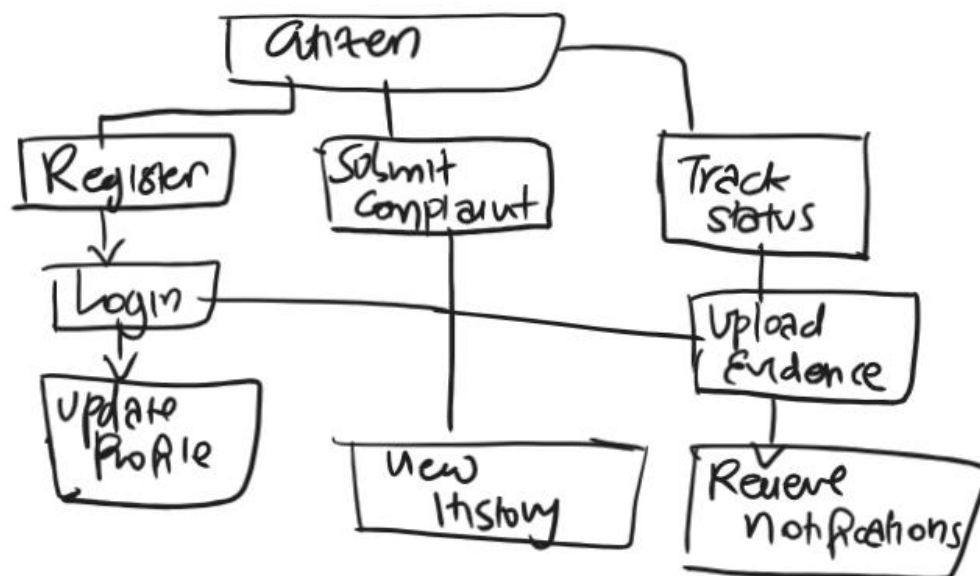 Citizen
Register
Submit
Complaint
Track
status
Login
Upload
Evidence
Update
Profile
View
History
Receive
Notifications